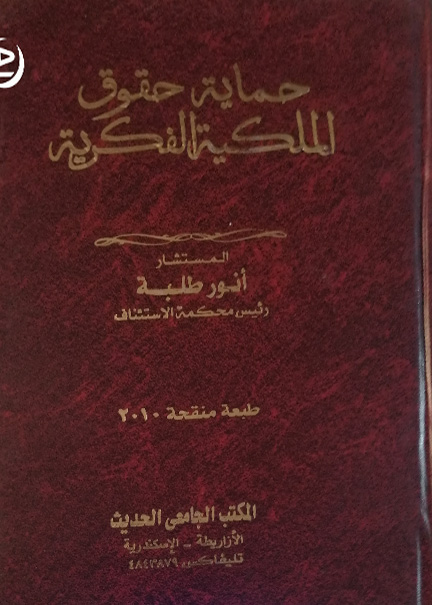 حماية حقوق
الملكية الفكرية
المستشار
أنور طلبة
رئيس محكمة الاستئناف
طبعة منقحة ٢٠١٠
المكتب الجامعى الحديث
الأزاريطة - الإسكندرية
تليفاكس ٤٨٤٣٨٧٩